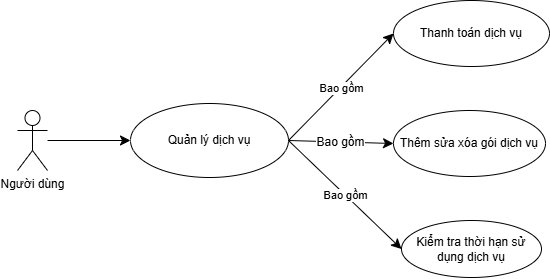 Thanh toán dịch vụ
Bao gồm
Quản lý dịch vụ
Bao gồm
Thêm sửa xóa gói dịch vụ
Người dùng
Bao gồm
Kiểm tra thời hạn sử
dụng dịch vụ